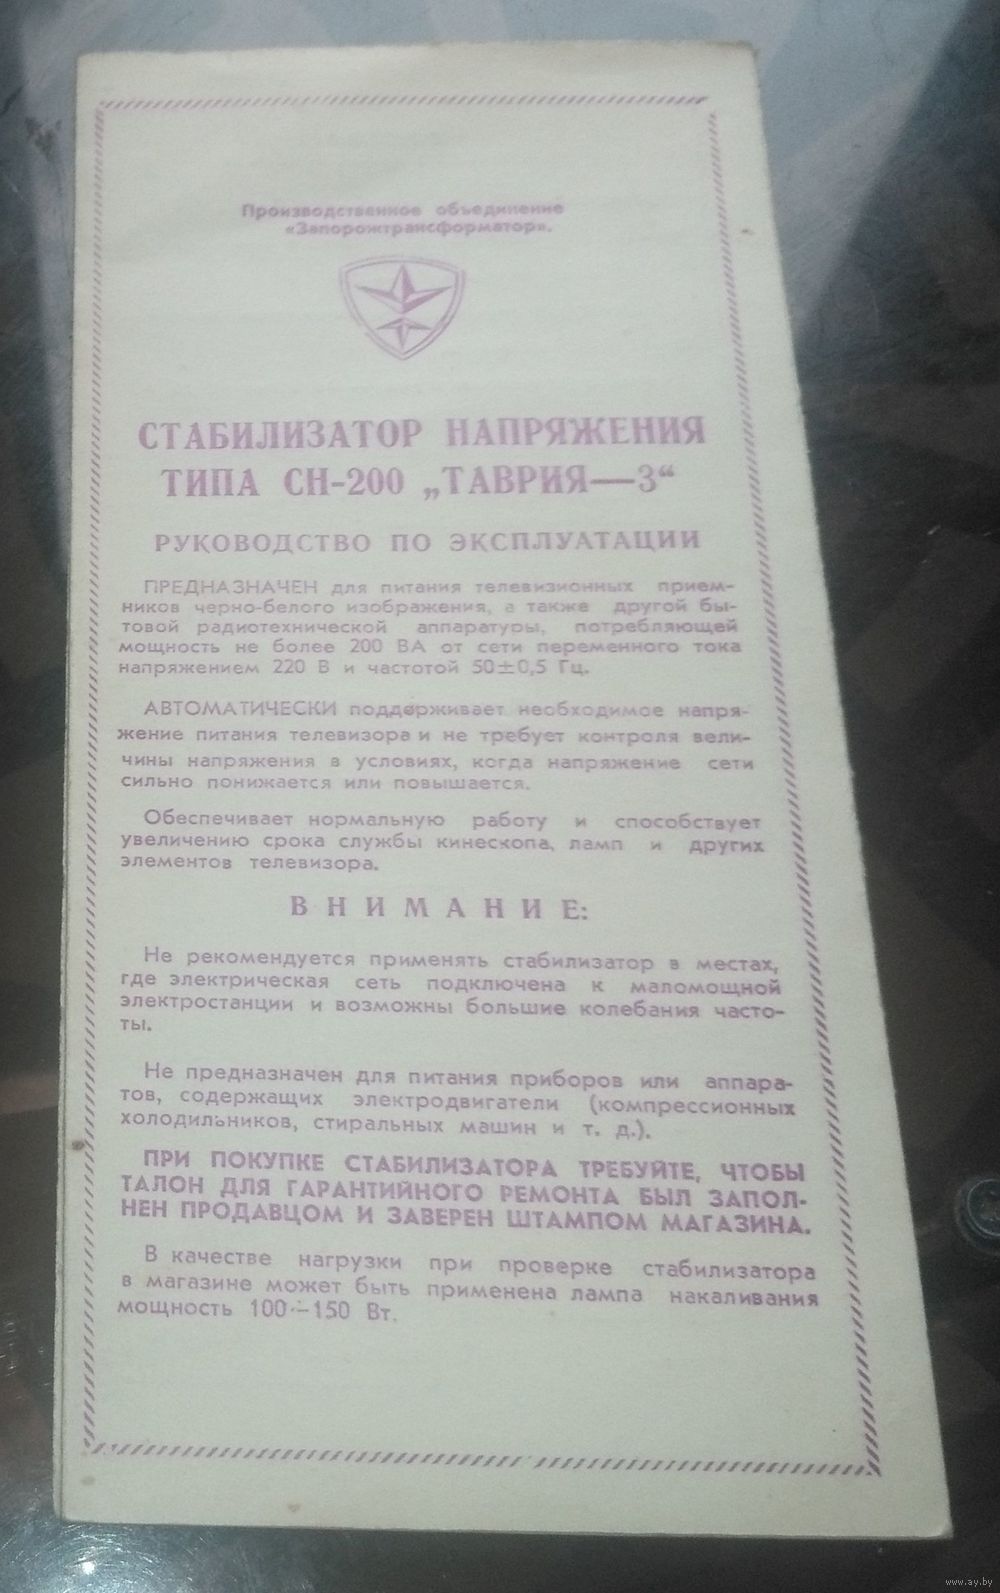 Производственное объединение
«Запорожтрансформатор».
СТАБИЛИЗАТОР НАПРЯЖЕНИЯ
ТИПА СН-200 „ТАВРИЯ—3“
РУКОВОДСТВО ПО ЭКСПЛУАТАЦИИ
ПРЕДНАЗНАЧЕН для питания телевизионных прием-
ников черно-белого изображения, а также другой бы-
товой радиотехнической аппаратуры, потребляющей
мощность не более 200 ВА от сети переменного тока
напряжением 220 В и частотой 50±0,5 Гц.
АВТОМАТИЧЕСКИ поддерживает необходимое напря-
жение питания телевизора и не требует контроля вели-
чины напряжения в условиях, когда напряжение сети
сильно понижается или повышается.
Обеспечивает нормальную работу и способствует
увеличению срока службы кинескопа, ламп и других
элементов телевизора.
ВНИМАНИЕ:
Не рекомендуется применять стабилизатор в местах,
где электрическая сеть подключена к маломощной
электростанции и возможны большие колебания часто-
ты.
Не предназначен для питания приборов или аппара-
тов, содержащих электродвигатели (компрессионных
холодильников, стиральных машин и т. д.).
ПРИ ПОКУПКЕ СТАБИЛИЗАТОРА ТРЕБУЙТЕ, ЧТОБЫ
ТАЛОН ДЛЯ ГАРАНТИЙНОГО РЕМОНТА БЫЛ ЗАПОЛ-
НЕН ПРОДАВЦОМ И ЗАВЕРЕН ШТАМПОМ МАГАЗИНА.
В качестве нагрузки при проверке стабилизатора
в магазине может быть применена лампа накаливания
мощность 100—150 Вт.
www.ay.by